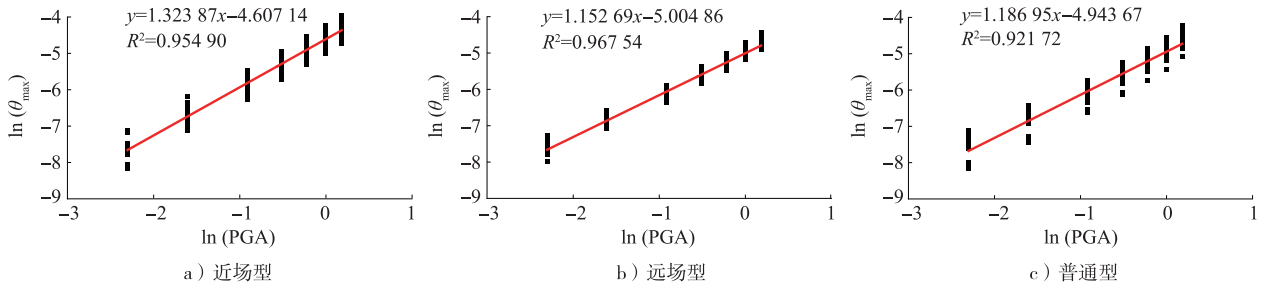 y=1.323 87x−4.607 14
R²=0.954 90
ln (θmax)
−4
−5
−6
−7
−8
−9
−3
−2
−1
0
1
ln (PGA)
a）近场型
y=1.152 69x−5.004 86
R²=0.967 54
ln (θmax)
−4
−5
−6
−7
−8
−9
−3
−2
−1
0
1
ln (PGA)
b）远场型
y=1.186 95x−4.943 67
R²=0.921 72
ln (θmax)
−4
−5
−6
−7
−8
−9
−3
−2
−1
0
1
ln (PGA)
c）普通型